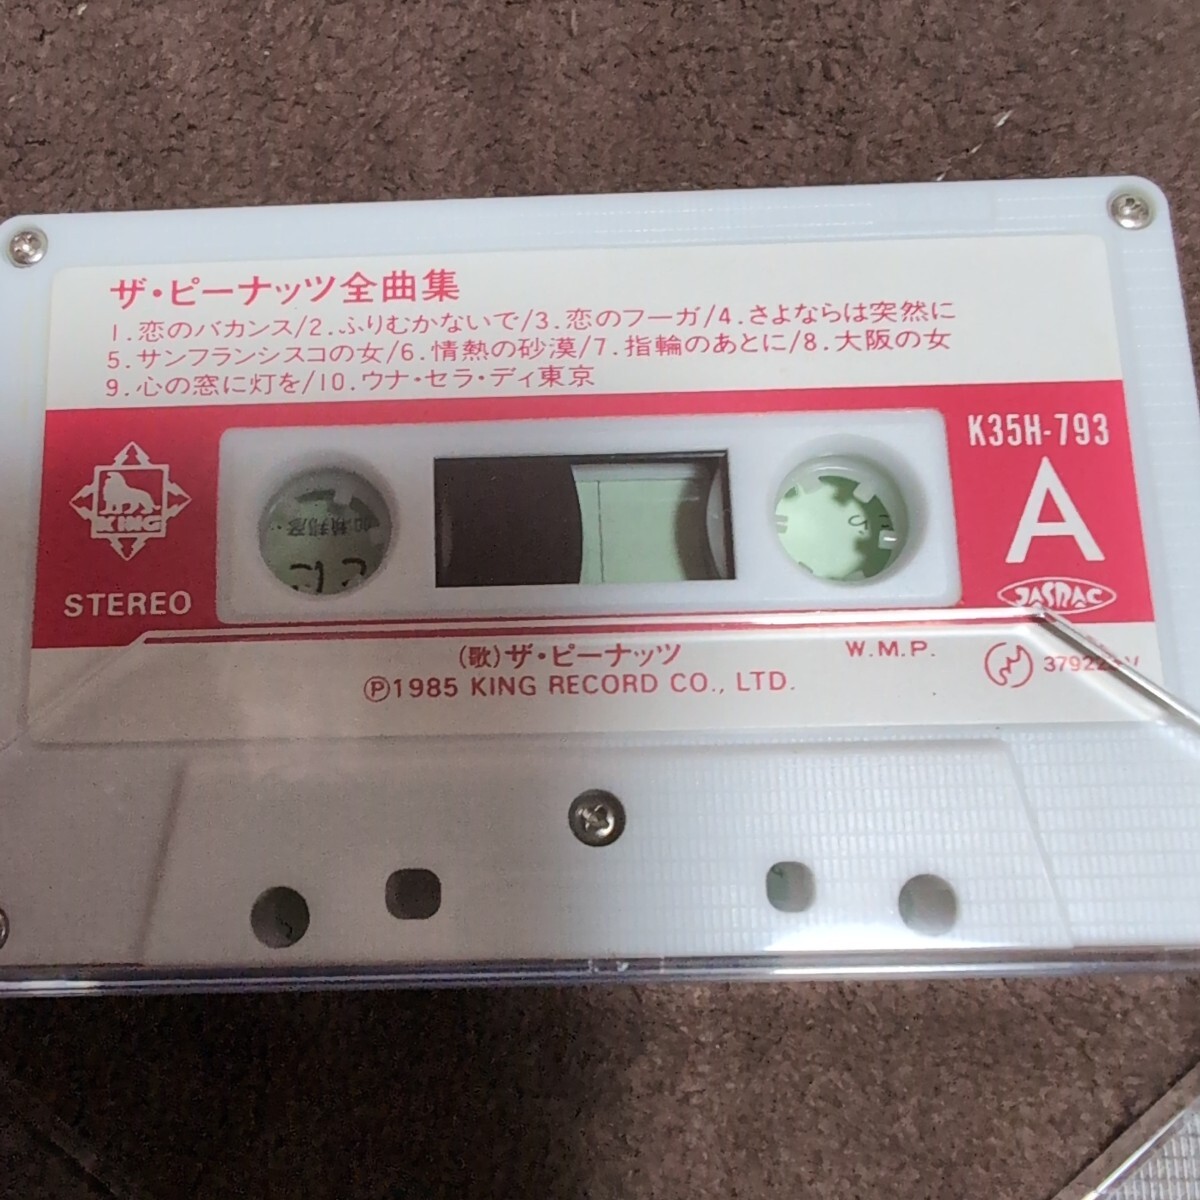 ザ・ピーナッツ全曲集
1.恋のバカンス/2.ふりむかないで/3.恋のフーガ/4.さよならは突然に
5.サンフランシスコの女/6.情熱の砂漠/7.指輪のあとに/8.大阪の女
9.心の窓に灯を/10.ウナ・セラ・ディ東京
K35H-793
A
KING
STEREO
JASRAC
(歌)ザ・ピーナッツ
W.M.P.
Ⓟ1985 KING RECORD CO., LTD.